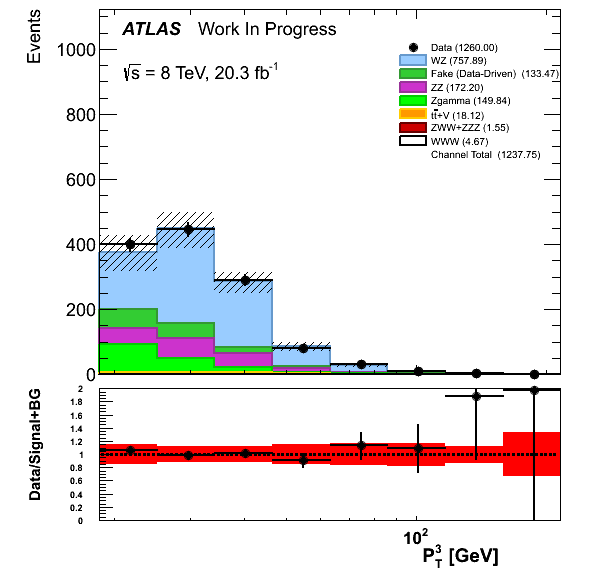 Events
ATLAS Work In Progress
√s = 8 TeV, 20.3 fb⁻¹
Data (1260.00)
WZ (757.89)
Fake (Data-Driven) (133.47)
ZZ (172.20)
Zgamma (149.84)
tt̄+V (18.12)
ZWW+ZZZ (1.55)
WWW (4.67)
Channel Total (1237.75)
1000
800
600
400
200
0
Data/Signal+BG
2
1.8
1.6
1.4
1.2
1
0.8
0.6
0.4
0.2
0
10²
P³_T [GeV]